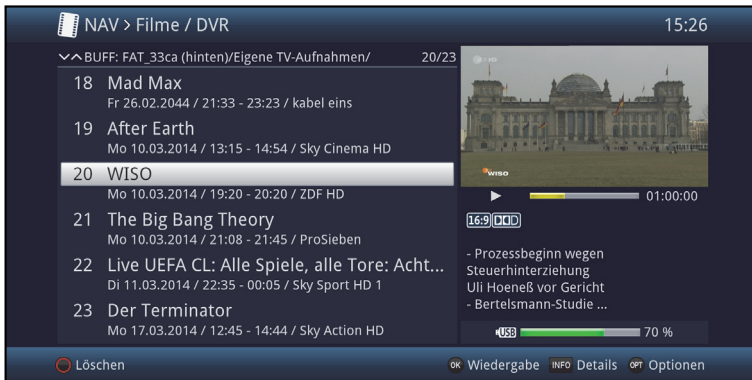 NAV > Filme / DVR
15:26
BUFF: FAT_33ca (hinten)/Eigene TV-Aufnahmen/ 20/23
18 Mad Max
Fr 26.02.2044 / 21:33 - 23:23 / kabel eins
19 After Earth
Mo 10.03.2014 / 13:15 - 14:54 / Sky Cinema HD
20 WISO
Mo 10.03.2014 / 19:20 - 20:20 / ZDF HD
21 The Big Bang Theory
Mo 10.03.2014 / 21:08 - 21:45 / ProSieben
22 Live UEFA CL: Alle Spiele, alle Tore: Acht...
Di 11.03.2014 / 22:35 - 00:05 / Sky Sport HD 1
23 Der Terminator
Mo 17.03.2014 / 12:45 - 14:44 / Sky Action HD
WISO
01:00:00
16:9
- Prozessbeginn wegen
Steuerhinterziehung
Uli Hoeneß vor Gericht
- Bertelsmann-Studie ...
USB 70 %
Löschen
OK Wiedergabe INFO Details OPT Optionen